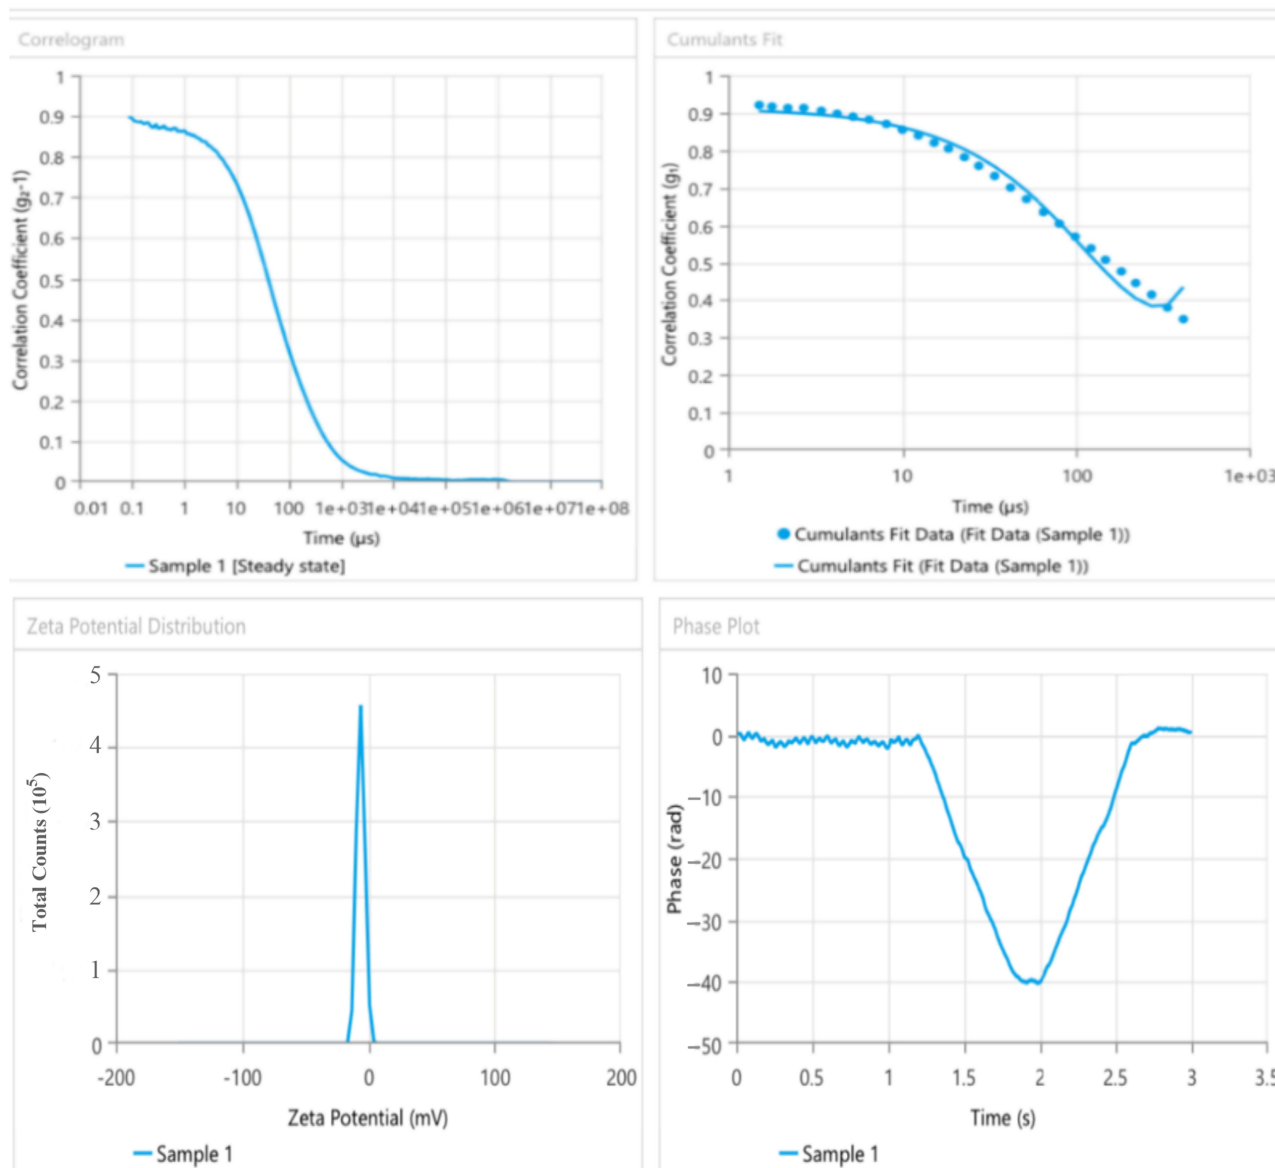 Correlogram
1
0.9
0.8
0.7
0.6
0.5
0.4
0.3
0.2
0.1
0
Correlation Coefficient (g₂-1)
0.01 0.1 1 10 100 1e+031e+041e+051e+061e+071e+08
Time (µs)
Sample 1 [Steady state]
Cumulants Fit
1
0.9
0.8
0.7
0.6
0.5
0.4
0.3
0.2
0.1
0
Correlation Coefficient (g₁)
1 10 100 1e+03
Time (µs)
Cumulants Fit Data (Fit Data (Sample 1))
Cumulants Fit (Fit Data (Sample 1))
Zeta Potential Distribution
5
4
3
2
1
0
Total Counts (10⁵)
-200 -100 0 100 200
Zeta Potential (mV)
Sample 1
Phase Plot
10
0
−10
−20
−30
−40
−50
Phase (rad)
0 0.5 1 1.5 2 2.5 3 3.5
Time (s)
Sample 1